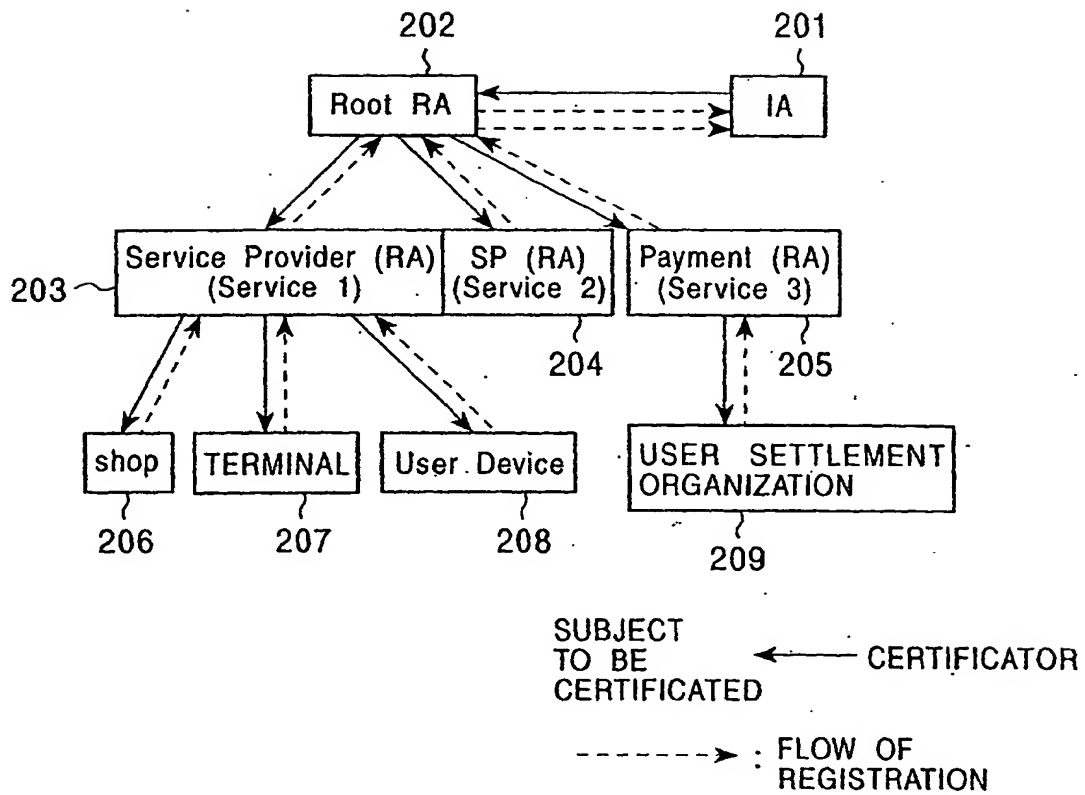 202
201
Root RA
IA
Service Provider (RA)
(Service 1)
SP (RA)
(Service 2)
Payment (RA)
(Service 3)
203
204
205
shop
TERMINAL
User Device
USER SETTLEMENT
ORGANIZATION
206
207
208
209
SUBJECT
TO BE
CERTIFICATED
CERTIFICATOR
: FLOW OF
REGISTRATION